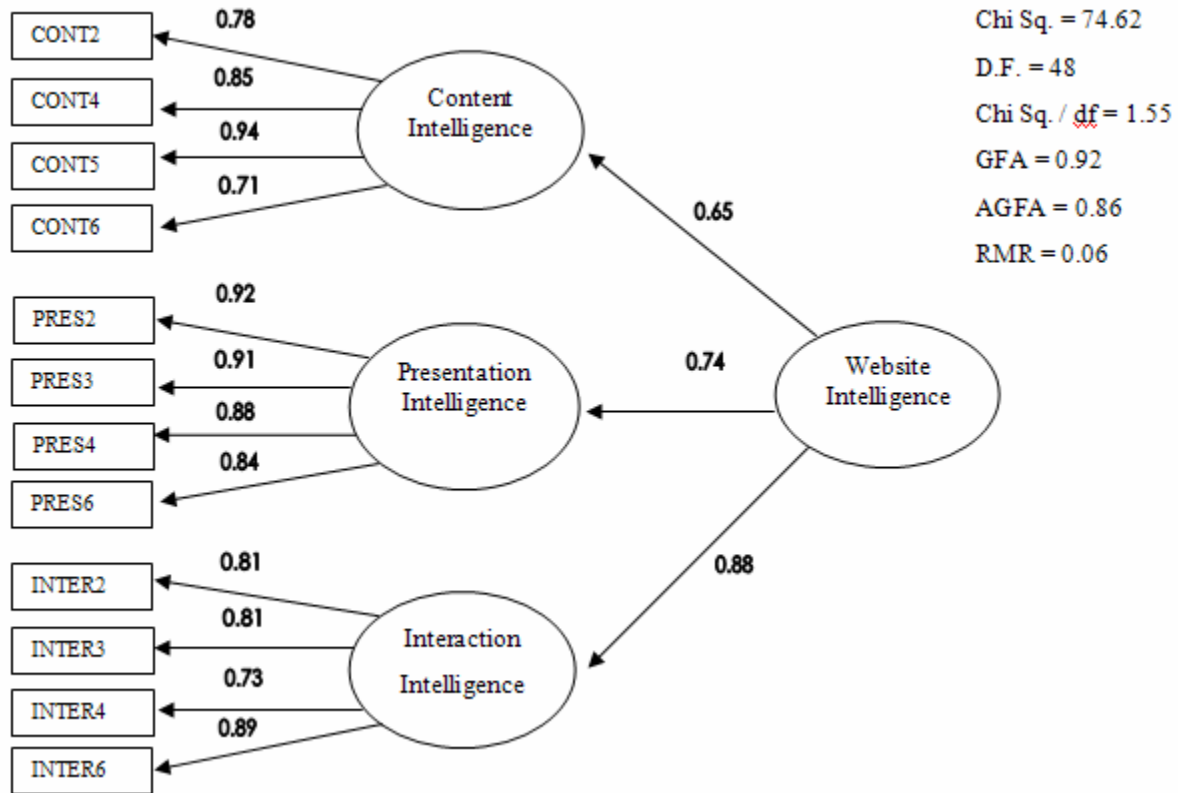 CONT2
CONT4
CONT5
CONT6
PRES2
PRES3
PRES4
PRES6
INTER2
INTER3
INTER4
INTER6
0.78
0.85
0.94
0.71
0.92
0.91
0.88
0.84
0.81
0.81
0.73
0.89
Content
Intelligence
Presentation
Intelligence
Interaction
Intelligence
0.65
0.74
0.88
Website
Intelligence
Chi Sq. = 74.62
D.F. = 48
Chi Sq. / df = 1.55
GFA = 0.92
AGFA = 0.86
RMR = 0.06